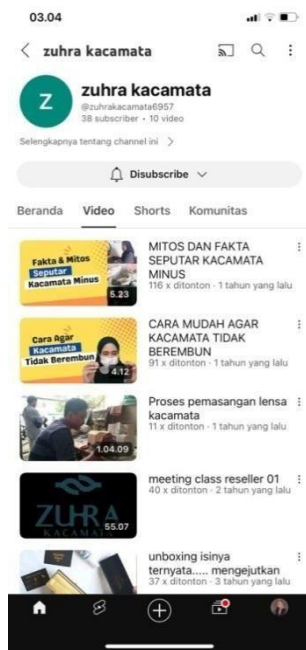 03.04
zuhra kacamata
Z
zuhra kacamata
@zuhrakacamata6957
38 subscriber • 10 video
Selengkapnya tentang channel ini
Disubscribe
Beranda Video Shorts Komunitas
Fakta & Mitos
Seputar
Kacamata Minus
5.23
MITOS DAN FAKTA
SEPUTAR KACAMATA
MINUS
116 x ditonton · 1 tahun yang lalu
Cara Agar
Kacamata
Tidak Berembun
4.12
CARA MUDAH AGAR
KACAMATA TIDAK
BEREMBUN
91 x ditonton · 1 tahun yang lalu
1.04.09
Proses pemasangan lensa
kacamata
11 x ditonton · 1 tahun yang lalu
ZUHRA
KACAMATA
55.07
meeting class reseller 01
40 x ditonton · 2 tahun yang lalu
unboxing isinya
ternyata..... mengejutkan
37 x ditonton · 3 tahun yang lalu